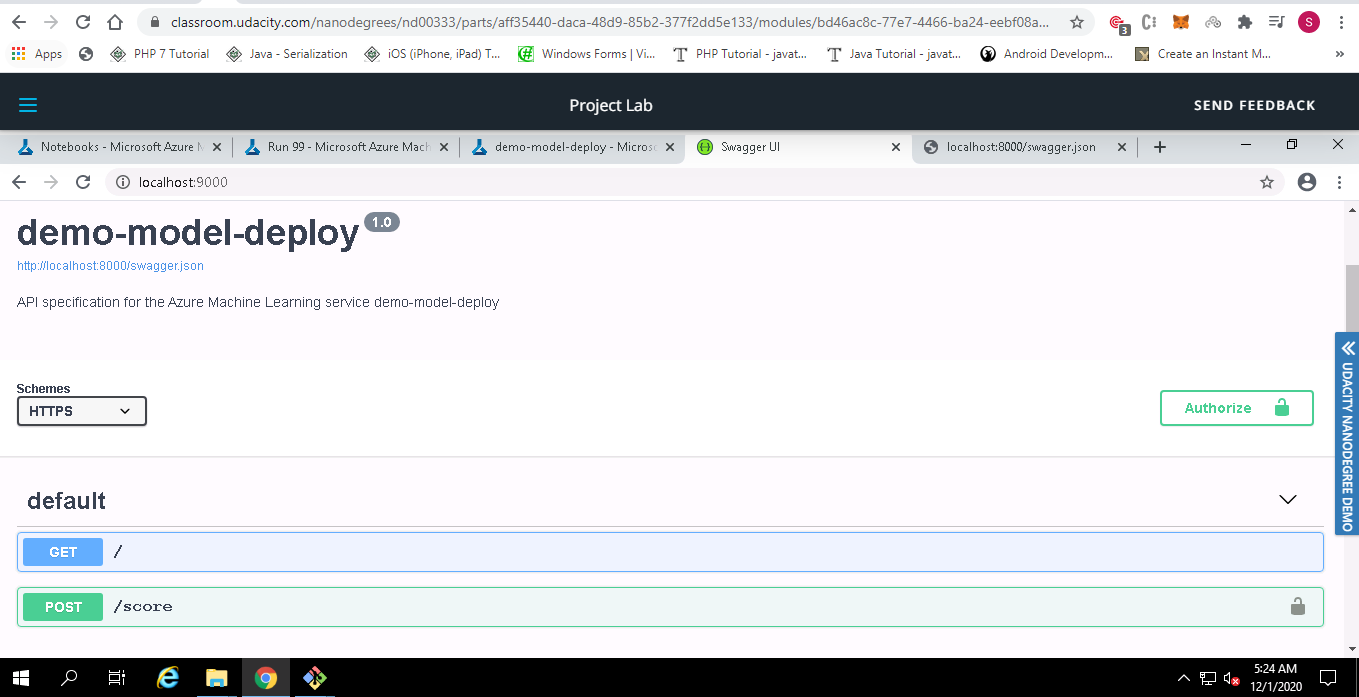 classroom.udacity.com/nanodegrees/nd00333/parts/aff35440-daca-48d9-85b2-377f2dd5e133/modules/bd46ac8c-77e7-4466-ba24-eebf08a...
3
S
Apps
PHP 7 Tutorial
Java - Serialization
iOS (iPhone, iPad) T...
Windows Forms | Vi...
PHP Tutorial - javat...
Java Tutorial - javat...
Android Developm...
Create an Instant M...
»
Project Lab
SEND FEEDBACK
Notebooks - Microsoft Azure M
Run 99 - Microsoft Azure Mach
demo-model-deploy - Microso
Swagger UI
localhost:8000/swagger.json
localhost:9000
demo-model-deploy 1.0
http://localhost:8000/swagger.json
API specification for the Azure Machine Learning service demo-model-deploy
Schemes
HTTPS
Authorize
UDACITY NANODEGREE DEMO
default
GET /
POST /score
5:24 AM
12/1/2020